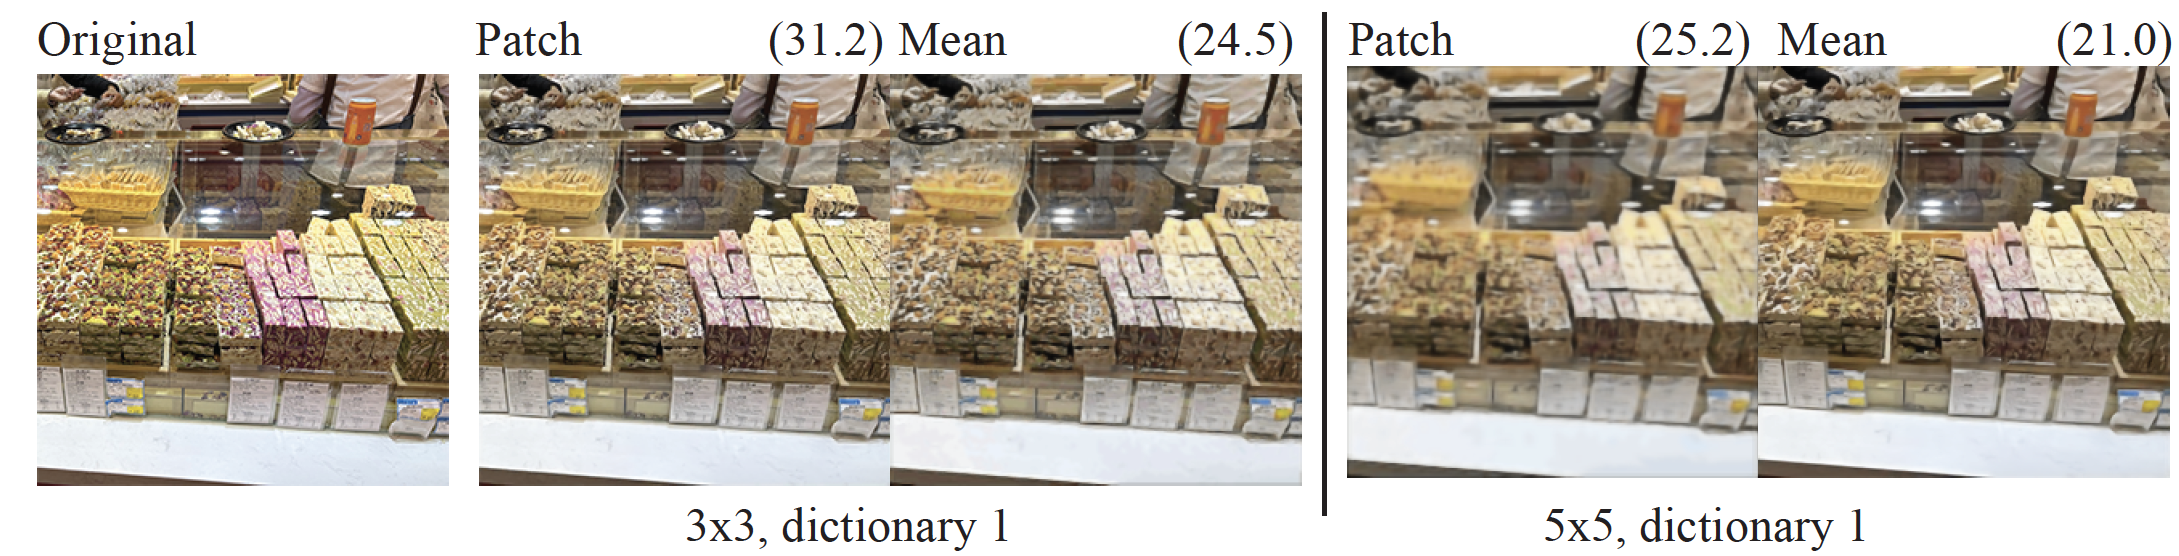 Original
Patch (31.2) Mean (24.5)
Patch (25.2) Mean (21.0)
3x3, dictionary 1
5x5, dictionary 1